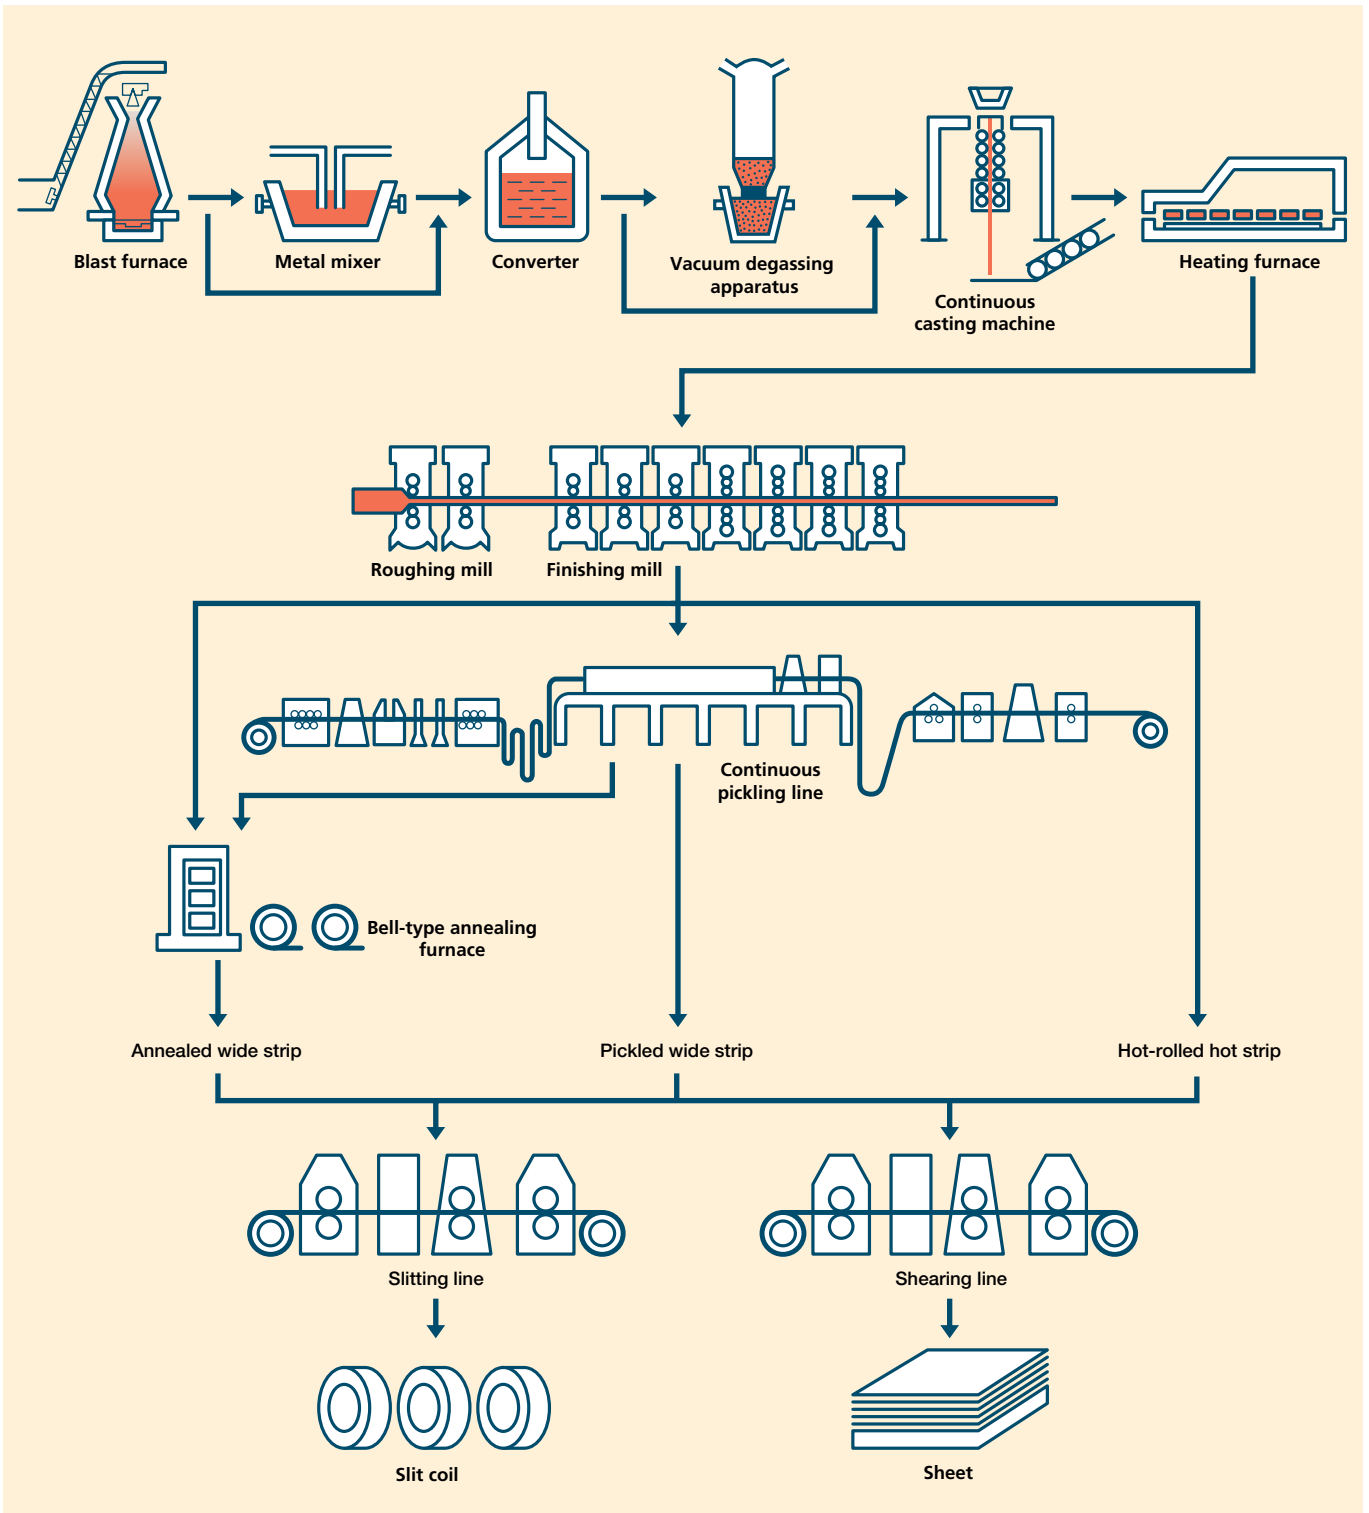 Blast furnace
Metal mixer
Converter
Vacuum degassing
apparatus
Continuous
casting machine
Heating furnace
Roughing mill
Finishing mill
Continuous
pickling line
Bell-type annealing
furnace
Annealed wide strip
Pickled wide strip
Hot-rolled hot strip
Slitting line
Shearing line
Slit coil
Sheet